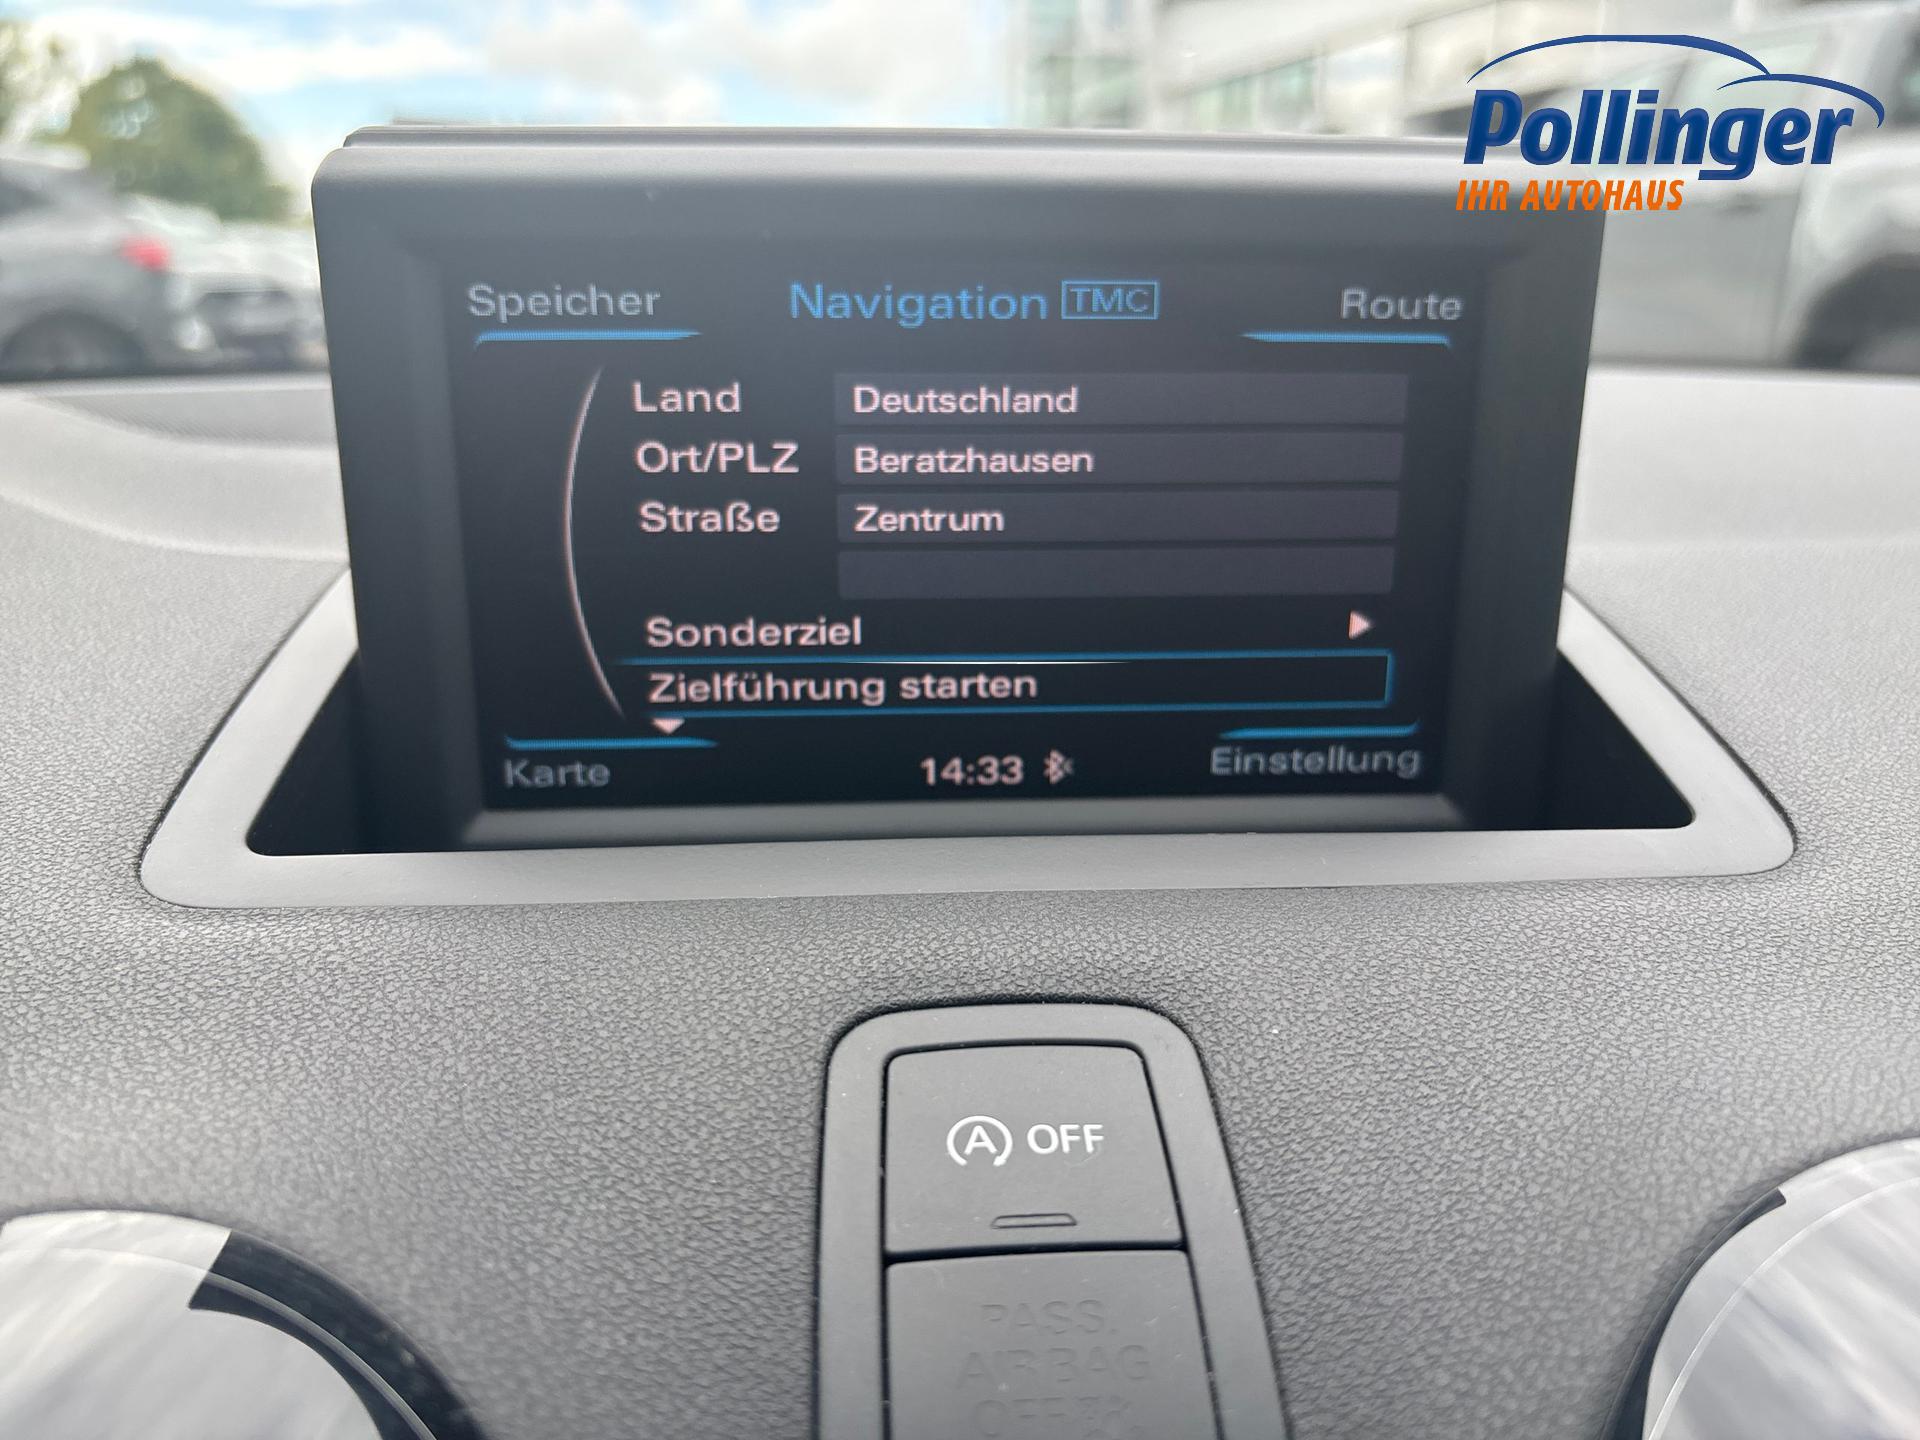 Pollinger
IHR AUTOHAUS
Speicher Navigation TMC Route
Land Deutschland
Ort/PLZ Beratzhausen
Straße Zentrum
Sonderziel
Zielführung starten
Karte 14:33 Einstellung
A OFF
PASS.
AIRBAG
OFF